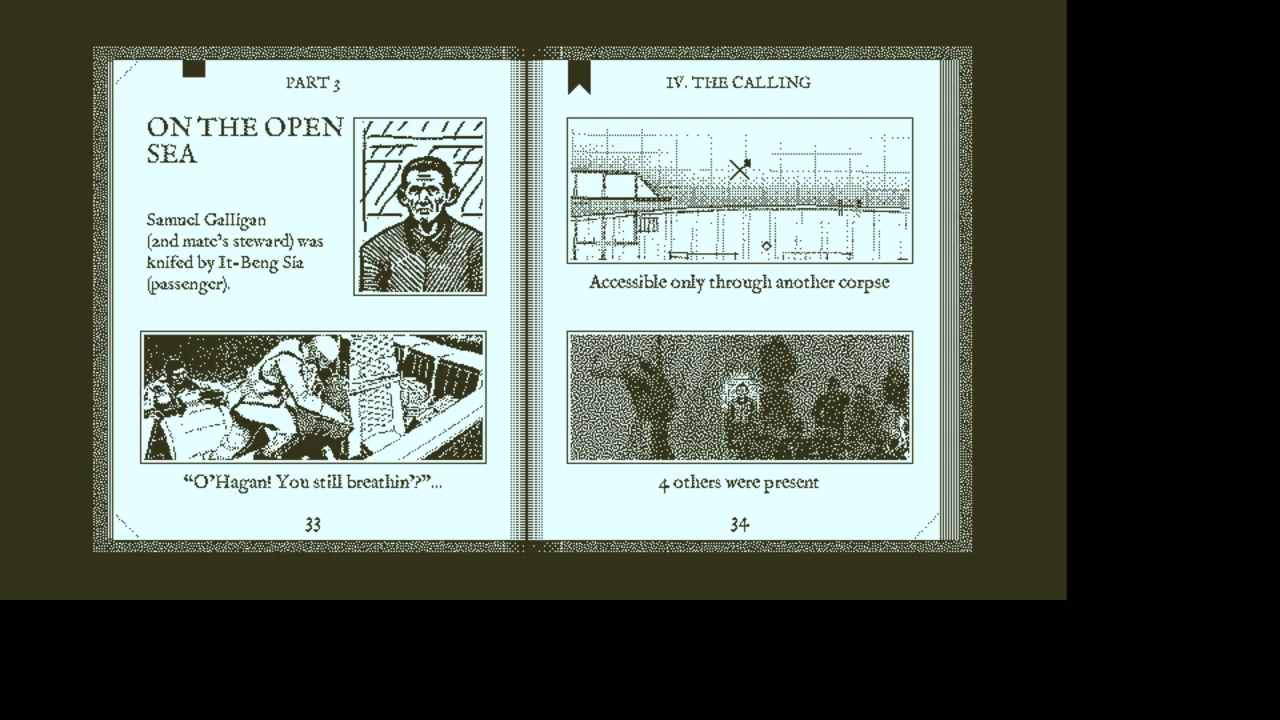 PART 3
ON THE OPEN
SEA
Samuel Galligan
(and mate's steward) was
knifed by It-Beng Sia
(passenger).
"O'Hagan! You still breathin'?"...
33
IV. THE CALLING
Accessible only through another corpse
4 others were present
34